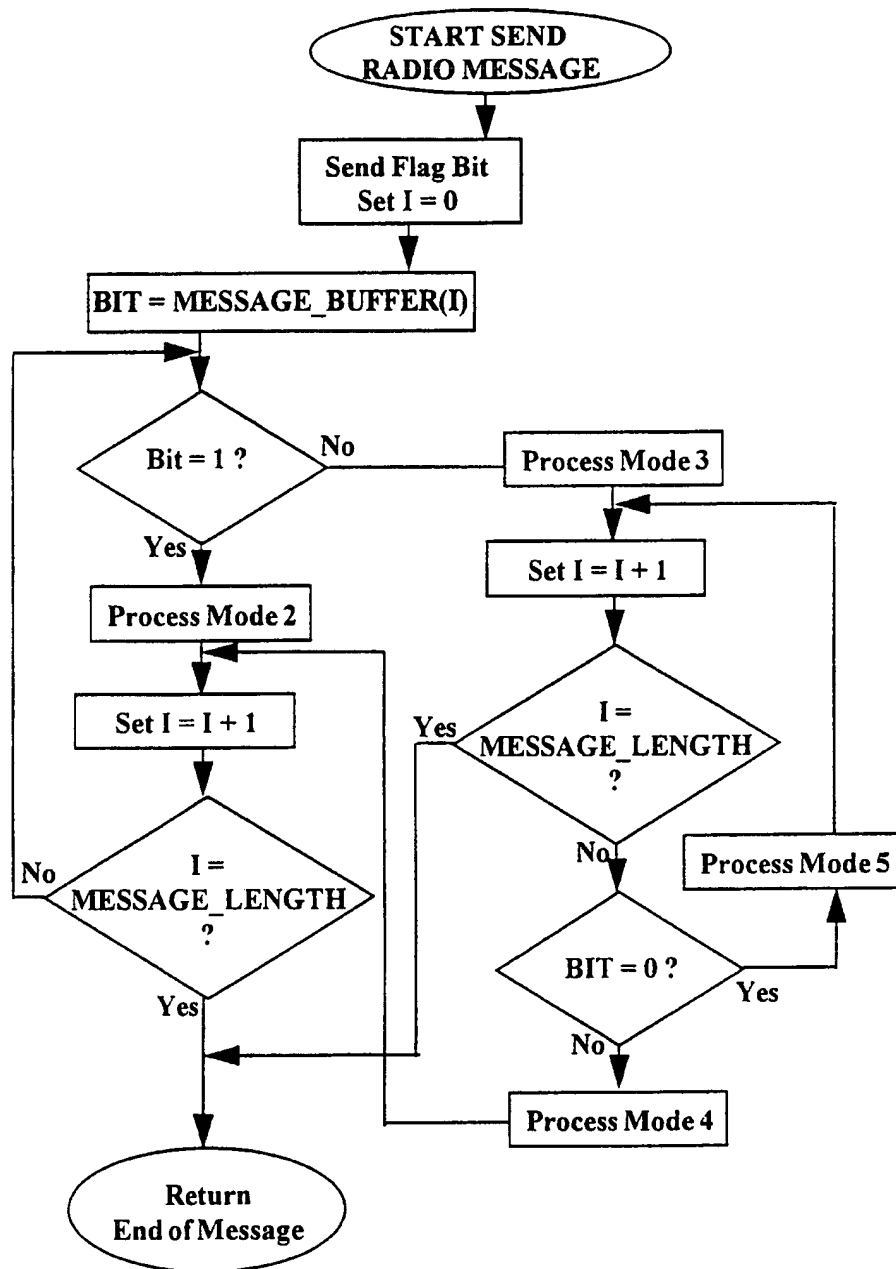 START SEND
RADIO MESSAGE
Send Flag Bit
Set I = 0
BIT = MESSAGE_BUFFER(I)
Bit = 1 ?
No
Process Mode 3
Yes
Set I = I + 1
Process Mode 2
Set I = I + 1
Yes
I =
MESSAGE_LENGTH
?
No
Process Mode 5
No
I =
MESSAGE_LENGTH
?
BIT = 0 ?
Yes
Yes
No
Process Mode 4
Return
End of Message